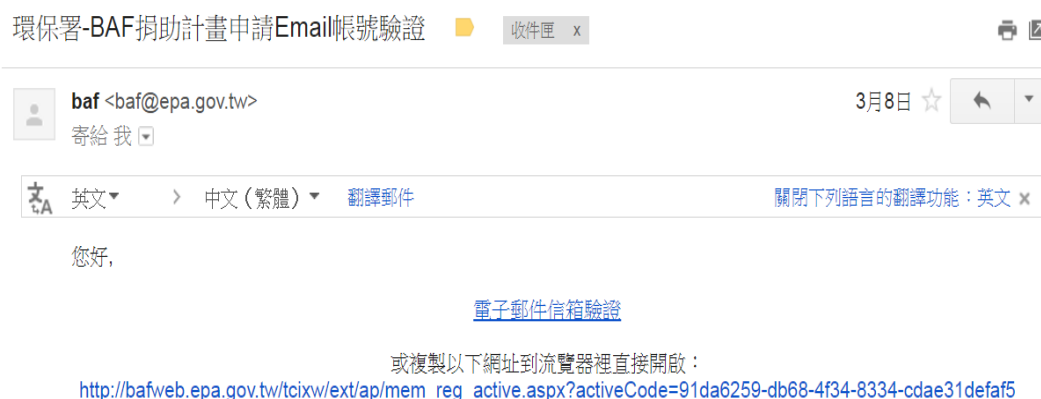 環保署-BAF捐助計畫申請Email帳號驗證 收件匣 x
baf <baf@epa.gov.tw> 3月8日
寄給 我
英文 > 中文（繁體） 翻譯郵件 關閉下列語言的翻譯功能：英文 ×
您好,
電子郵件信箱驗證
或複製以下網址到流覽器裡直接開啟：
http://bafweb.epa.gov.tw/tcixw/ext/ap/mem_reg_active.aspx?activeCode=91da6259-db68-4f34-8334-cdae31defaf5